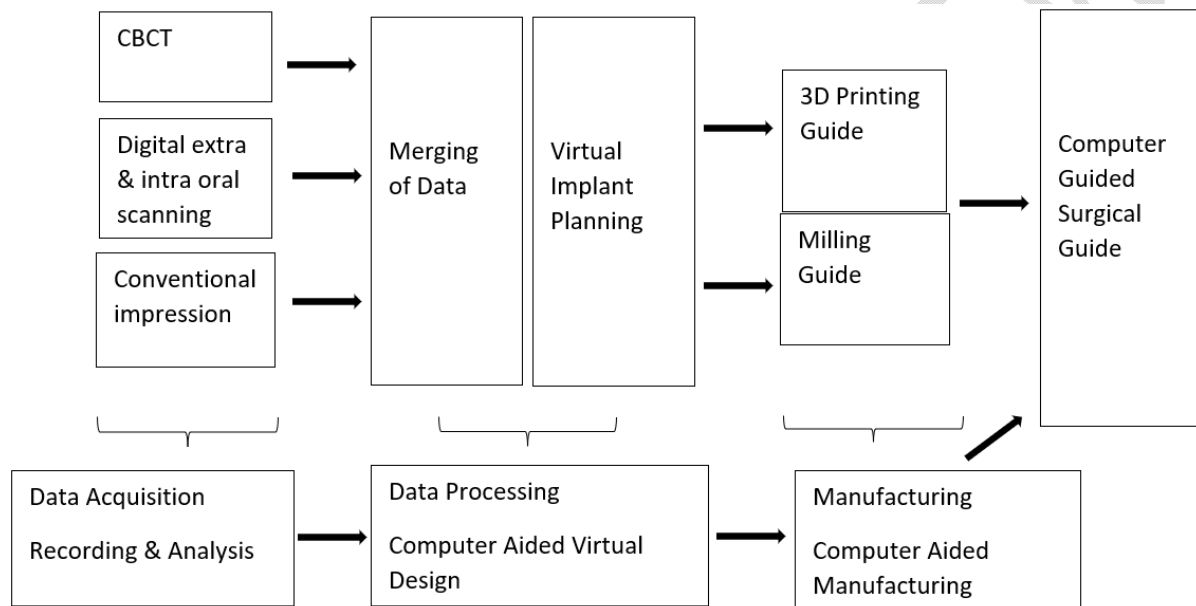 CBCT
Digital extra
& intra oral
scanning
Conventional
impression
Merging
of Data
Virtual
Implant
Planning
3D Printing
Guide
Milling
Guide
Computer
Guided
Surgical
Guide
Data Acquisition
Recording & Analysis
Data Processing
Computer Aided Virtual
Design
Manufacturing
Computer Aided
Manufacturing